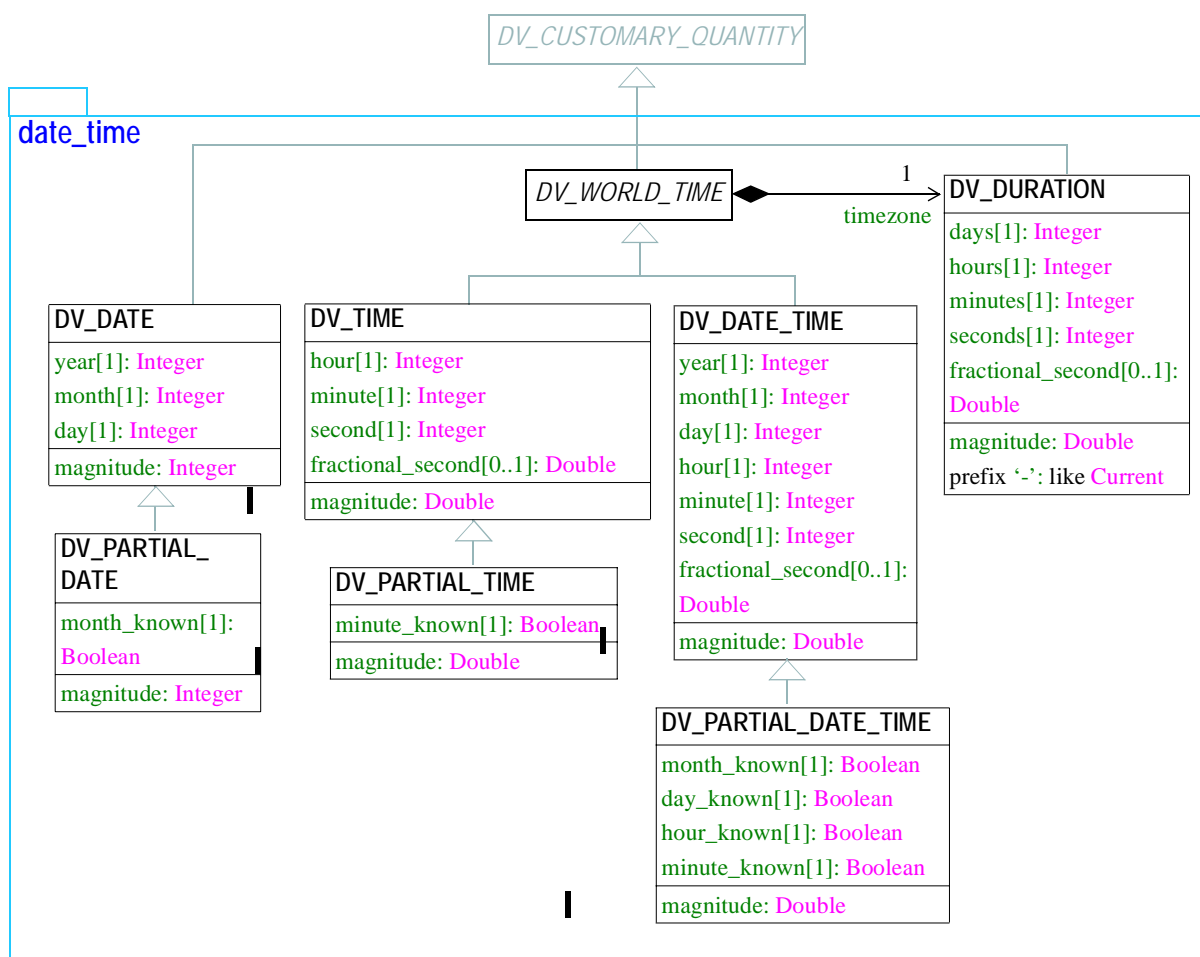 DV_CUSTOMARY_QUANTITY
date_time
DV_WORLD_TIME
1
timezone
DV_DURATION
days[1]: Integer
hours[1]: Integer
minutes[1]: Integer
seconds[1]: Integer
fractional_second[0..1]:
Double
magnitude: Double
prefix ‘-’: like Current
DV_DATE
year[1]: Integer
month[1]: Integer
day[1]: Integer
magnitude: Integer
DV_TIME
hour[1]: Integer
minute[1]: Integer
second[1]: Integer
fractional_second[0..1]: Double
magnitude: Double
DV_DATE_TIME
year[1]: Integer
month[1]: Integer
day[1]: Integer
hour[1]: Integer
minute[1]: Integer
second[1]: Integer
fractional_second[0..1]:
Double
magnitude: Double
DV_PARTIAL_
DATE
month_known[1]:
Boolean
magnitude: Integer
DV_PARTIAL_TIME
minute_known[1]: Boolean
magnitude: Double
DV_PARTIAL_DATE_TIME
month_known[1]: Boolean
day_known[1]: Boolean
hour_known[1]: Boolean
minute_known[1]: Boolean
magnitude: Double